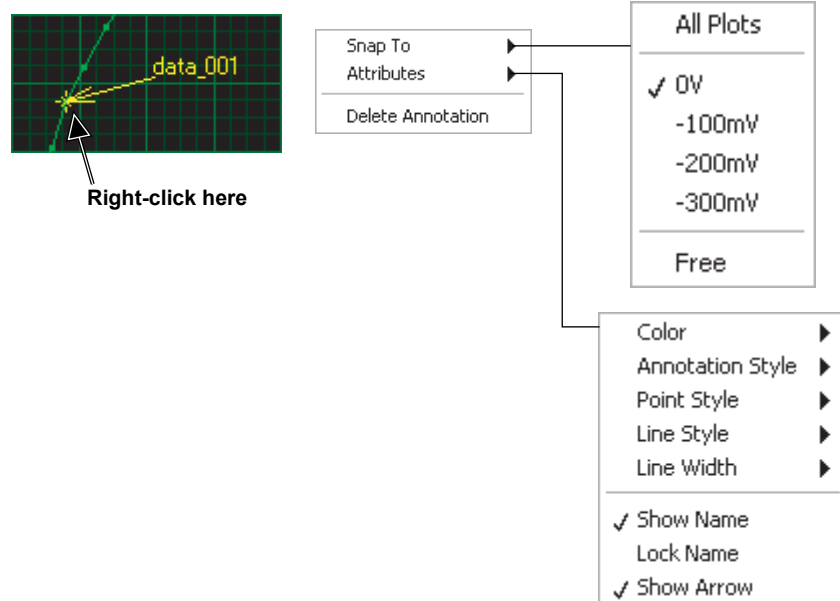 data_001
Right-click here
Snap To
Attributes
Delete Annotation
All Plots
✓ 0V
-100mV
-200mV
-300mV
Free
Color
Annotation Style
Point Style
Line Style
Line Width
✓ Show Name
Lock Name
✓ Show Arrow